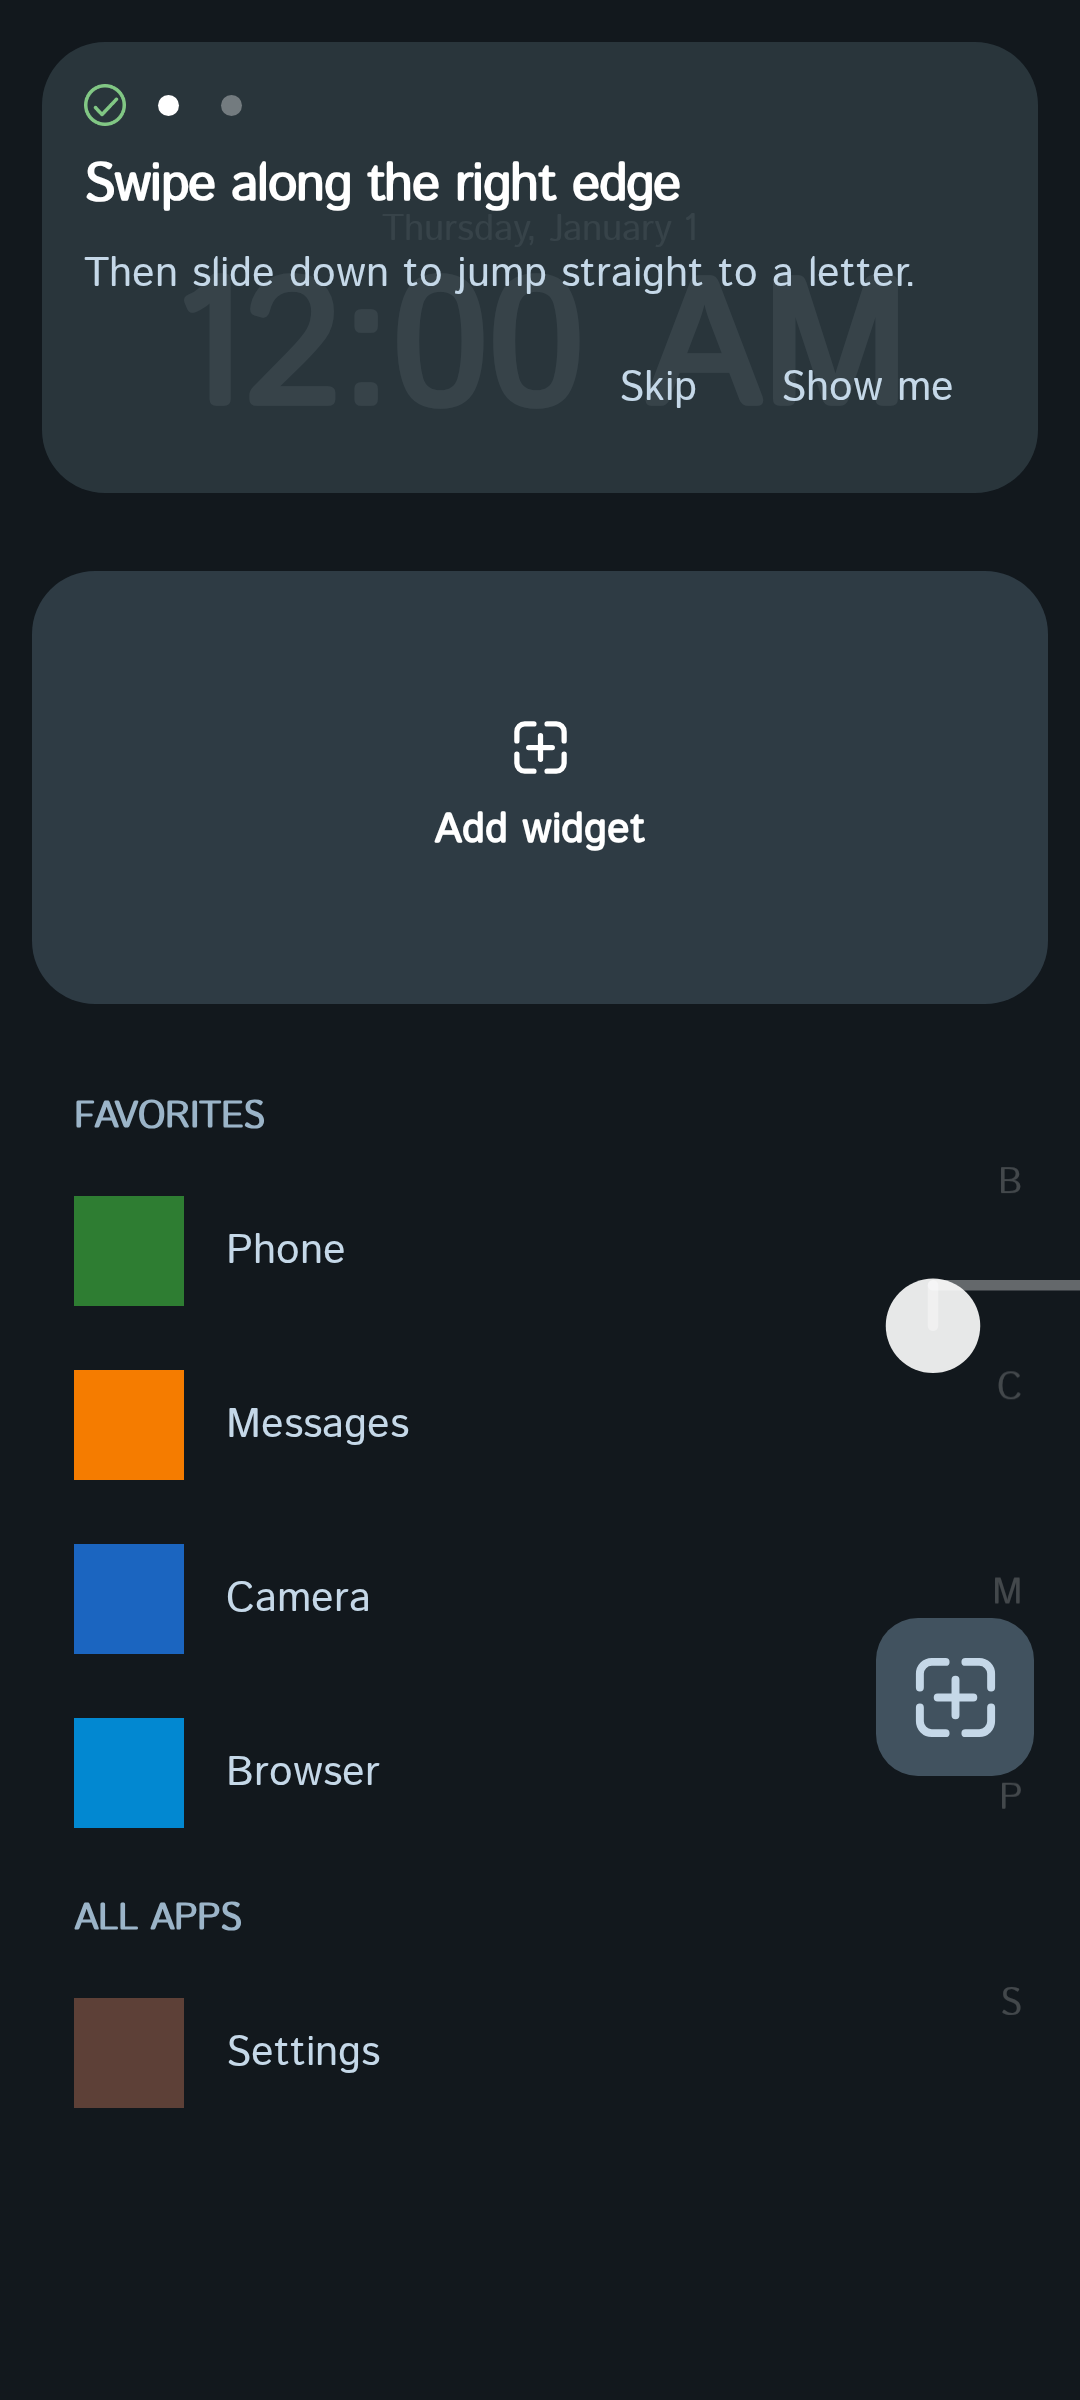 Swipe along the right edge
Thursday, January 1
Then slide down to jump straight to a letter.
12:00 AM
Skip
Show me
Add widget
FAVORITES
B
Phone
C
Messages
M
Camera
Browser
P
ALL APPS
S
Settings